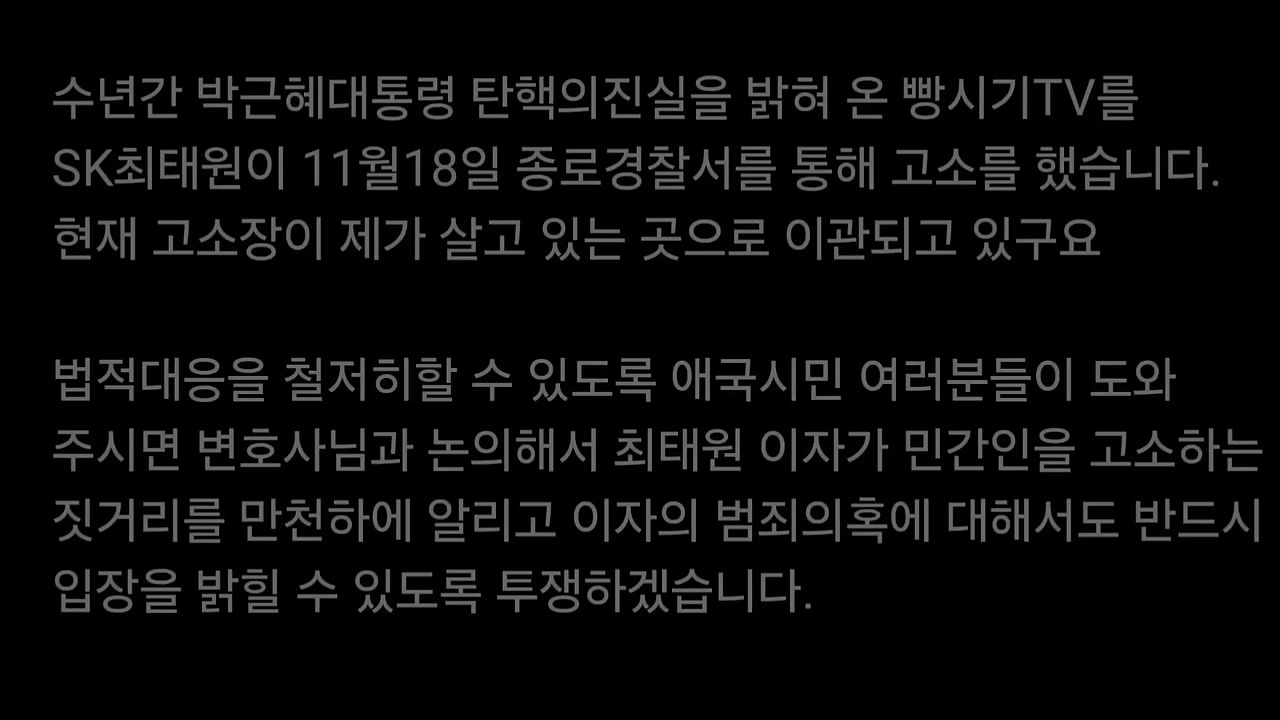 수년간 박근혜대통령 탄핵의진실을 밝혀 온 빵시기TV를
SK최태원이 11월18일 종로경찰서를 통해 고소를 했습니다.
현재 고소장이 제가 살고 있는 곳으로 이관되고 있구요
법적대응을 철저히할 수 있도록 애국시민 여러분들이 도와
주시면 변호사님과 논의해서 최태원 이자가 민간인을 고소하는
짓거리를 만천하에 알리고 이자의 범죄의혹에 대해서도 반드시
입장을 밝힐 수 있도록 투쟁하겠습니다.